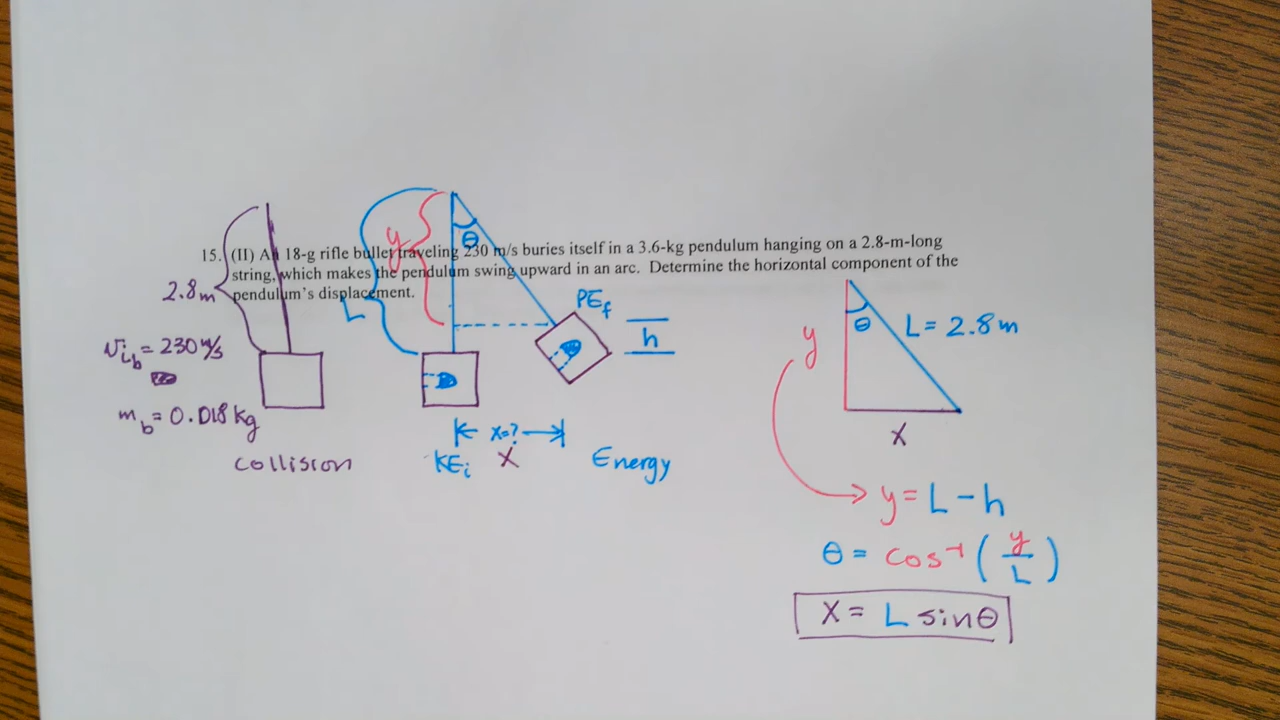 15. (II) An 18-g rifle bullet traveling 230 m/s buries itself in a 3.6-kg pendulum hanging on a 2.8-m-long
string, which makes the pendulum swing upward in an arc. Determine the horizontal component of the
pendulum's displacement.
2.8m
v_ib = 230 m/s
m_b = 0.018 kg
Collision
y
θ
L
PE_f
h
x=?
KE_i
X
Energy
θ
L = 2.8 m
y
X
y = L - h
θ = cos⁻¹ (y/L)
X = L sinθ